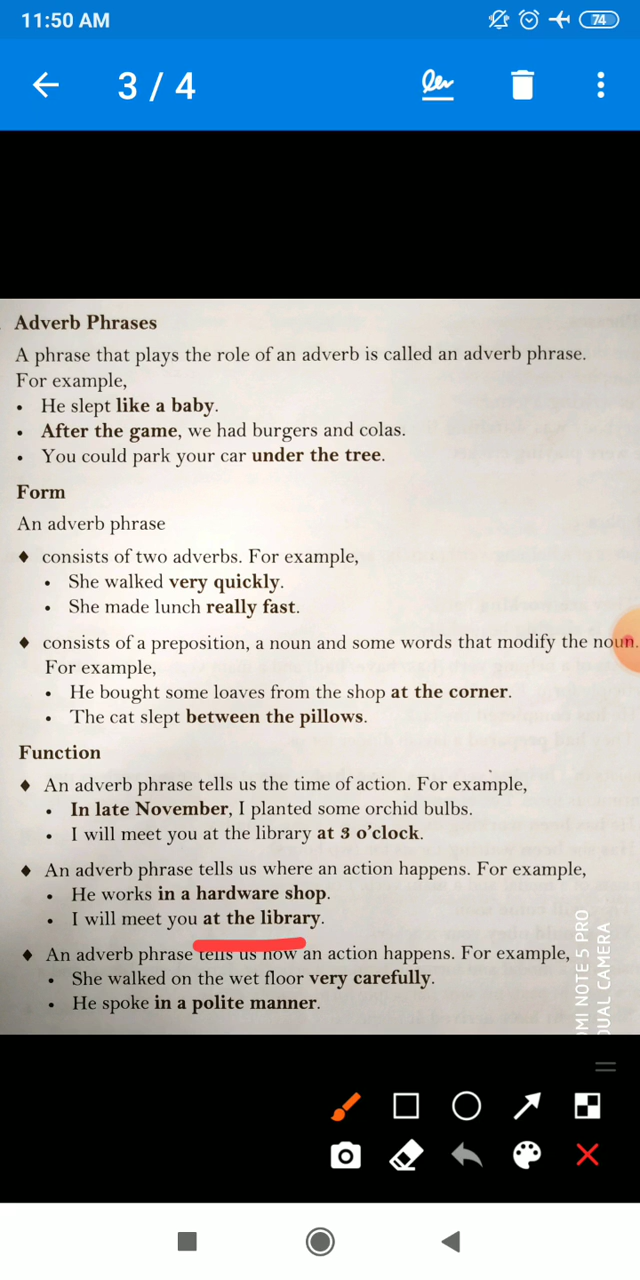 11:50 AM
74
3 / 4
Adverb Phrases
A phrase that plays the role of an adverb is called an adverb phrase.
For example,
• He slept like a baby.
• After the game, we had burgers and colas.
• You could park your car under the tree.
Form
An adverb phrase
♦ consists of two adverbs. For example,
• She walked very quickly.
• She made lunch really fast.
♦ consists of a preposition, a noun and some words that modify the noun.
For example,
• He bought some loaves from the shop at the corner.
• The cat slept between the pillows.
Function
♦ An adverb phrase tells us the time of action. For example,
• In late November, I planted some orchid bulbs.
• I will meet you at the library at 3 o'clock.
♦ An adverb phrase tells us where an action happens. For example,
• He works in a hardware shop.
• I will meet you at the library.
♦ An adverb phrase tells us how an action happens. For example,
• She walked on the wet floor very carefully.
• He spoke in a polite manner.
MI NOTE 5 PRO
DUAL CAMERA